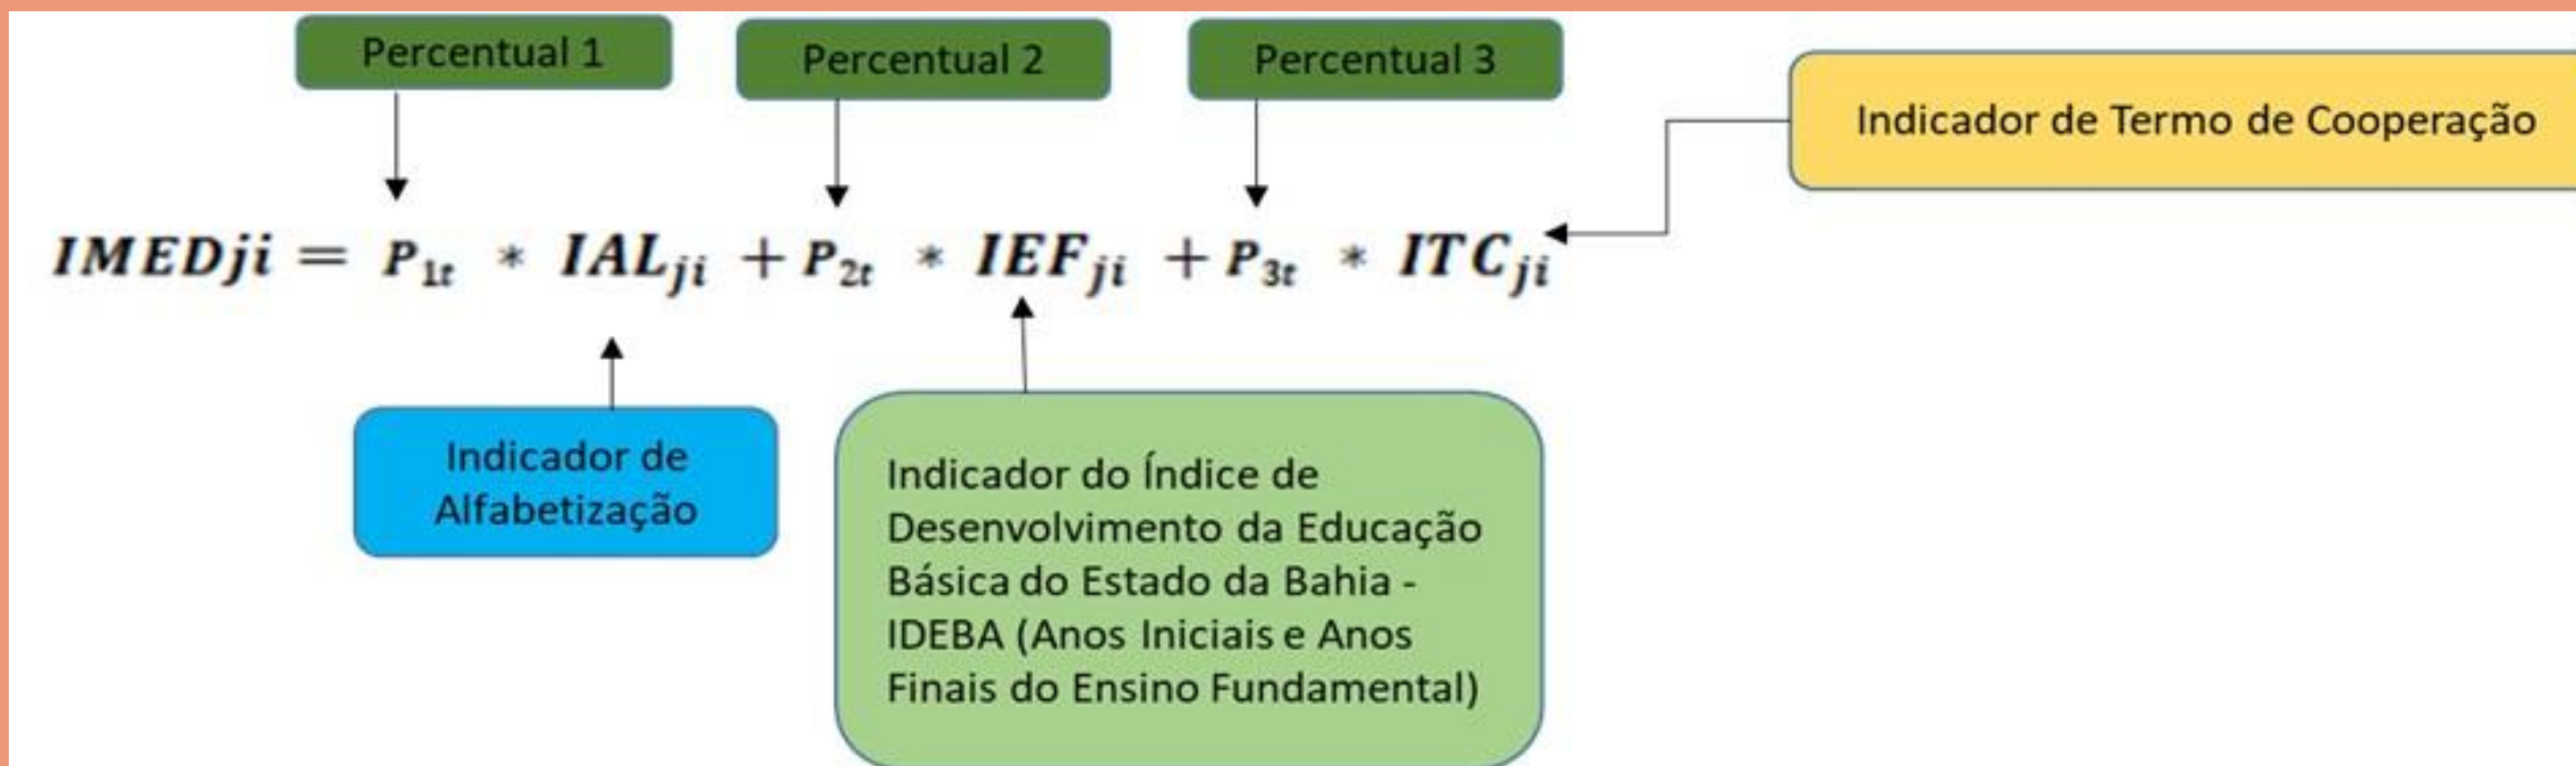 Percentual 1
Percentual 2
Percentual 3
Indicador de Termo de Cooperação
IMEDji = P₁ₜ * IALⱼᵢ + P₂ₜ * IEFⱼᵢ + P₃ₜ * ITCⱼᵢ
Indicador de
Alfabetização
Indicador do Índice de
Desenvolvimento da Educação
Básica do Estado da Bahia -
IDEBA (Anos Iniciais e Anos
Finais do Ensino Fundamental)